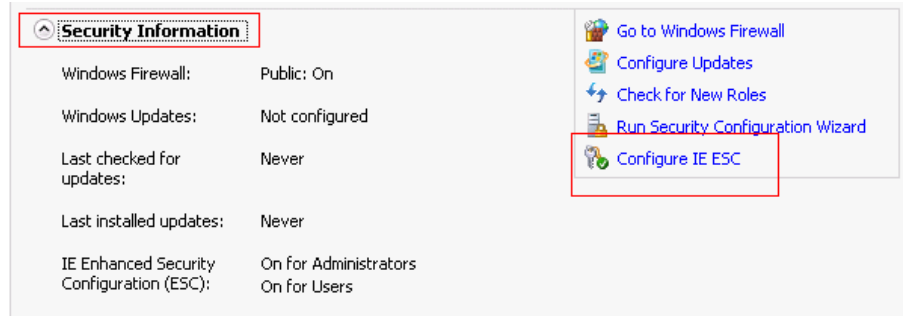 Security Information
Windows Firewall: Public: On
Windows Updates: Not configured
Last checked for Never
updates:
Last installed updates: Never
IE Enhanced Security On for Administrators
Configuration (ESC): On for Users
Go to Windows Firewall
Configure Updates
Check for New Roles
Run Security Configuration Wizard
Configure IE ESC